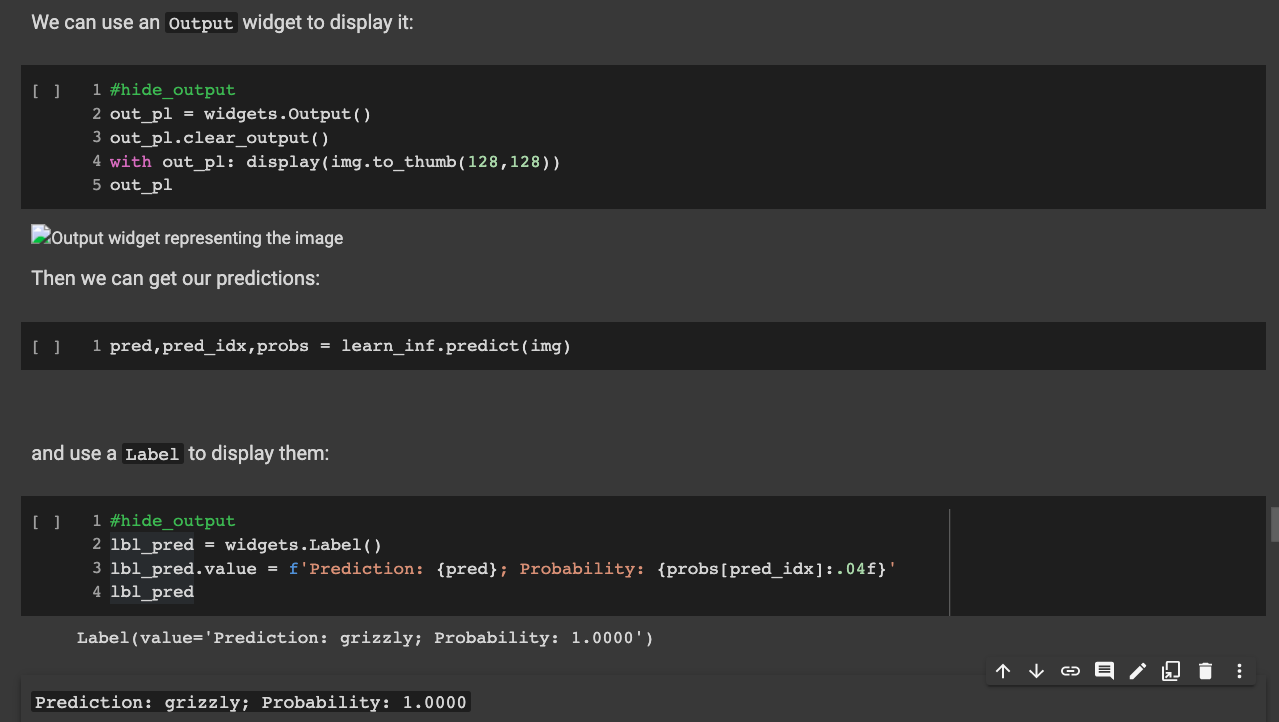 We can use an Output widget to display it:
[ ] 1 #hide_output
2 out_pl = widgets.Output()
3 out_pl.clear_output()
4 with out_pl: display(img.to_thumb(128,128))
5 out_pl
Output widget representing the image
Then we can get our predictions:
[ ] 1 pred,pred_idx,probs = learn_inf.predict(img)
and use a Label to display them:
[ ] 1 #hide_output
2 lbl_pred = widgets.Label()
3 lbl_pred.value = f'Prediction: {pred}; Probability: {probs[pred_idx]:.04f}'
4 lbl_pred
Label(value='Prediction: grizzly; Probability: 1.0000')
Prediction: grizzly; Probability: 1.0000